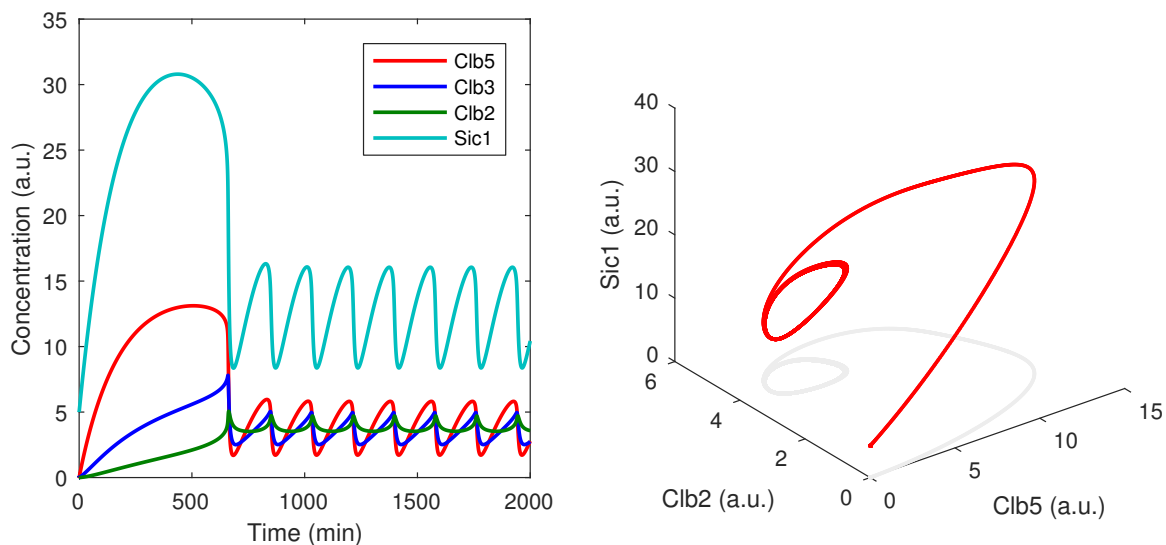 35
30
25
20
15
10
5
0
Concentration (a.u.)
0 500 1000 1500 2000
Time (min)
Clb5
Clb3
Clb2
Sic1
40
30
20
10
0
Sic1 (a.u.)
6
4
2
0
Clb2 (a.u.)
0
5
10
15
Clb5 (a.u.)